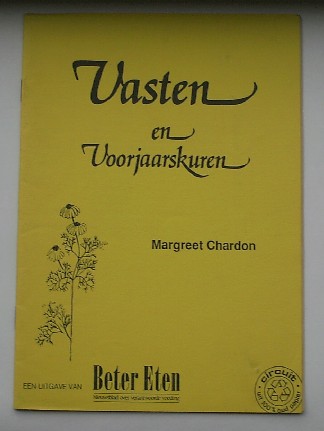 Vasten
en
Voorjaarskuren
Margreet Chardon
EEN UITGAVE VAN
Beter Eten
circuit